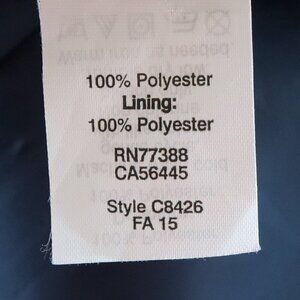 100% Polyester
Lining:
100% Polyester
RN77388
CA56445
Style C8426
FA 15